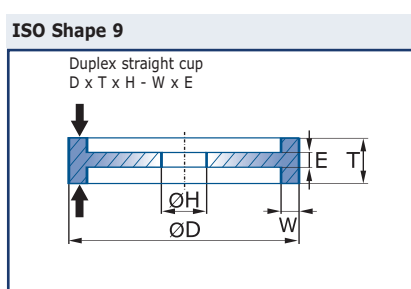 ISO Shape 9
Duplex straight cup
D x T x H - W x E
E
T
ØH
W
ØD